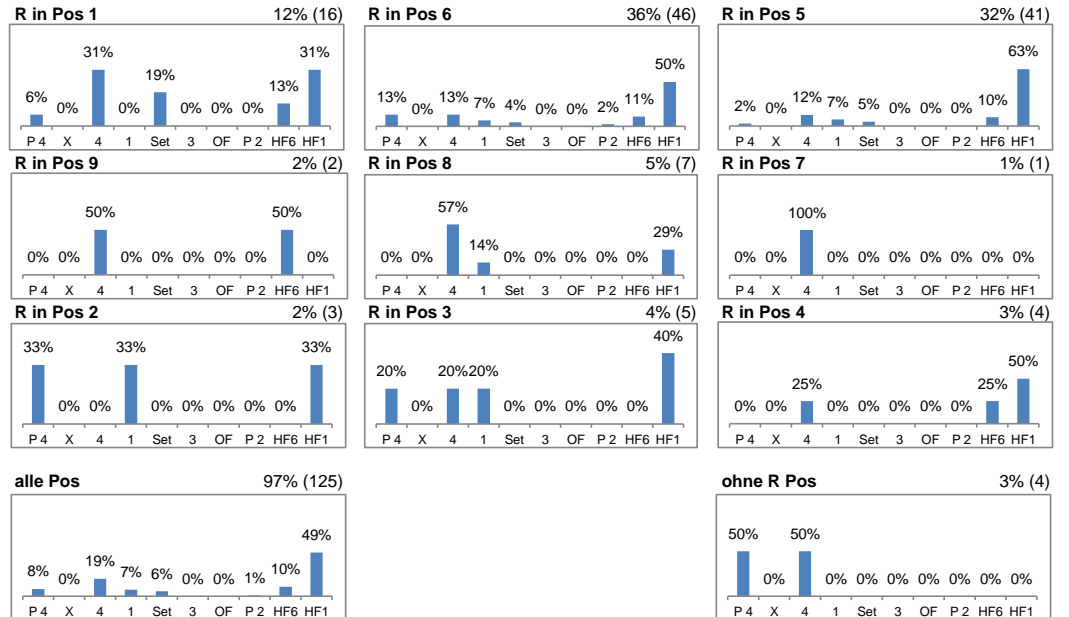 R in Pos 1 12% (16)
6% 0% 31% 0% 19% 0% 0% 0% 13% 31%
P 4 X 4 1 Set 3 OF P 2 HF6 HF1
R in Pos 6 36% (46)
13% 0% 13% 7% 4% 0% 0% 2% 11% 50%
P 4 X 4 1 Set 3 OF P 2 HF6 HF1
R in Pos 5 32% (41)
2% 0% 12% 7% 5% 0% 0% 0% 10% 63%
P 4 X 4 1 Set 3 OF P 2 HF6 HF1
R in Pos 9 2% (2)
0% 0% 50% 0% 0% 0% 0% 0% 50% 0%
P 4 X 4 1 Set 3 OF P 2 HF6 HF1
R in Pos 8 5% (7)
0% 0% 57% 14% 0% 0% 0% 0% 0% 29%
P 4 X 4 1 Set 3 OF P 2 HF6 HF1
R in Pos 7 1% (1)
0% 0% 100% 0% 0% 0% 0% 0% 0% 0%
P 4 X 4 1 Set 3 OF P 2 HF6 HF1
R in Pos 2 2% (3)
33% 0% 0% 33% 0% 0% 0% 0% 0% 33%
P 4 X 4 1 Set 3 OF P 2 HF6 HF1
R in Pos 3 4% (5)
20% 0% 20% 20% 0% 0% 0% 0% 0% 40%
P 4 X 4 1 Set 3 OF P 2 HF6 HF1
R in Pos 4 3% (4)
0% 0% 25% 0% 0% 0% 0% 0% 25% 50%
P 4 X 4 1 Set 3 OF P 2 HF6 HF1
alle Pos 97% (125)
8% 0% 19% 7% 6% 0% 0% 1% 10% 49%
P 4 X 4 1 Set 3 OF P 2 HF6 HF1
ohne R Pos 3% (4)
50% 0% 50% 0% 0% 0% 0% 0% 0% 0%
P 4 X 4 1 Set 3 OF P 2 HF6 HF1